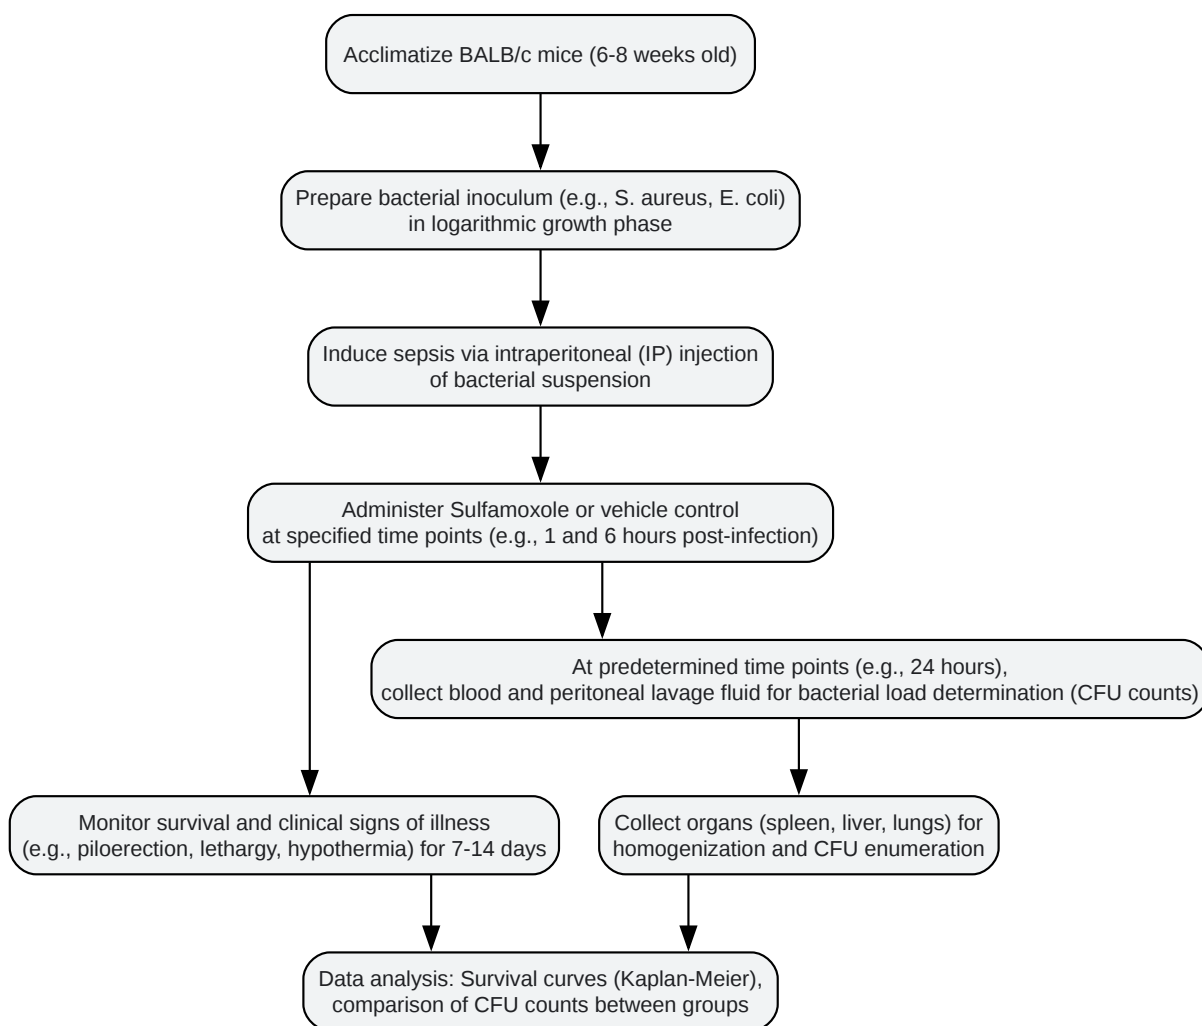 Acclimatize BALB/c mice (6-8 weeks old)
Prepare bacterial inoculum (e.g., S. aureus, E. coli)
in logarithmic growth phase
Induce sepsis via intraperitoneal (IP) injection
of bacterial suspension
Administer Sulfamoxole or vehicle control
at specified time points (e.g., 1 and 6 hours post-infection)
At predetermined time points (e.g., 24 hours),
collect blood and peritoneal lavage fluid for bacterial load determination (CFU counts)
Monitor survival and clinical signs of illness
(e.g., piloerection, lethargy, hypothermia) for 7-14 days
Collect organs (spleen, liver, lungs) for
homogenization and CFU enumeration
Data analysis: Survival curves (Kaplan-Meier),
comparison of CFU counts between groups